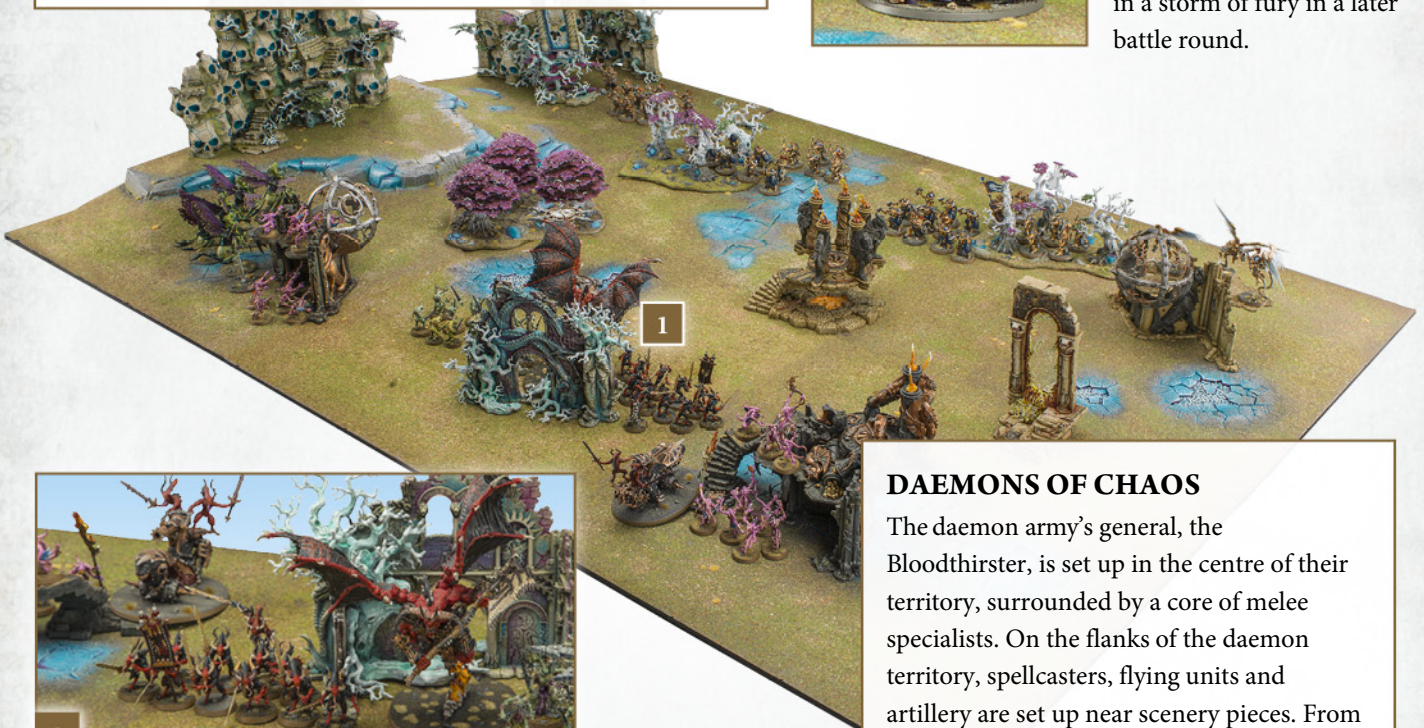 in a storm of fury in a later
battle round.
1
DAEMONS OF CHAOS
The daemon army's general, the
Bloodthirster, is set up in the centre of their
territory, surrounded by a core of melee
specialists. On the flanks of the daemon
territory, spellcasters, flying units and
artillery are set up near scenery pieces. From